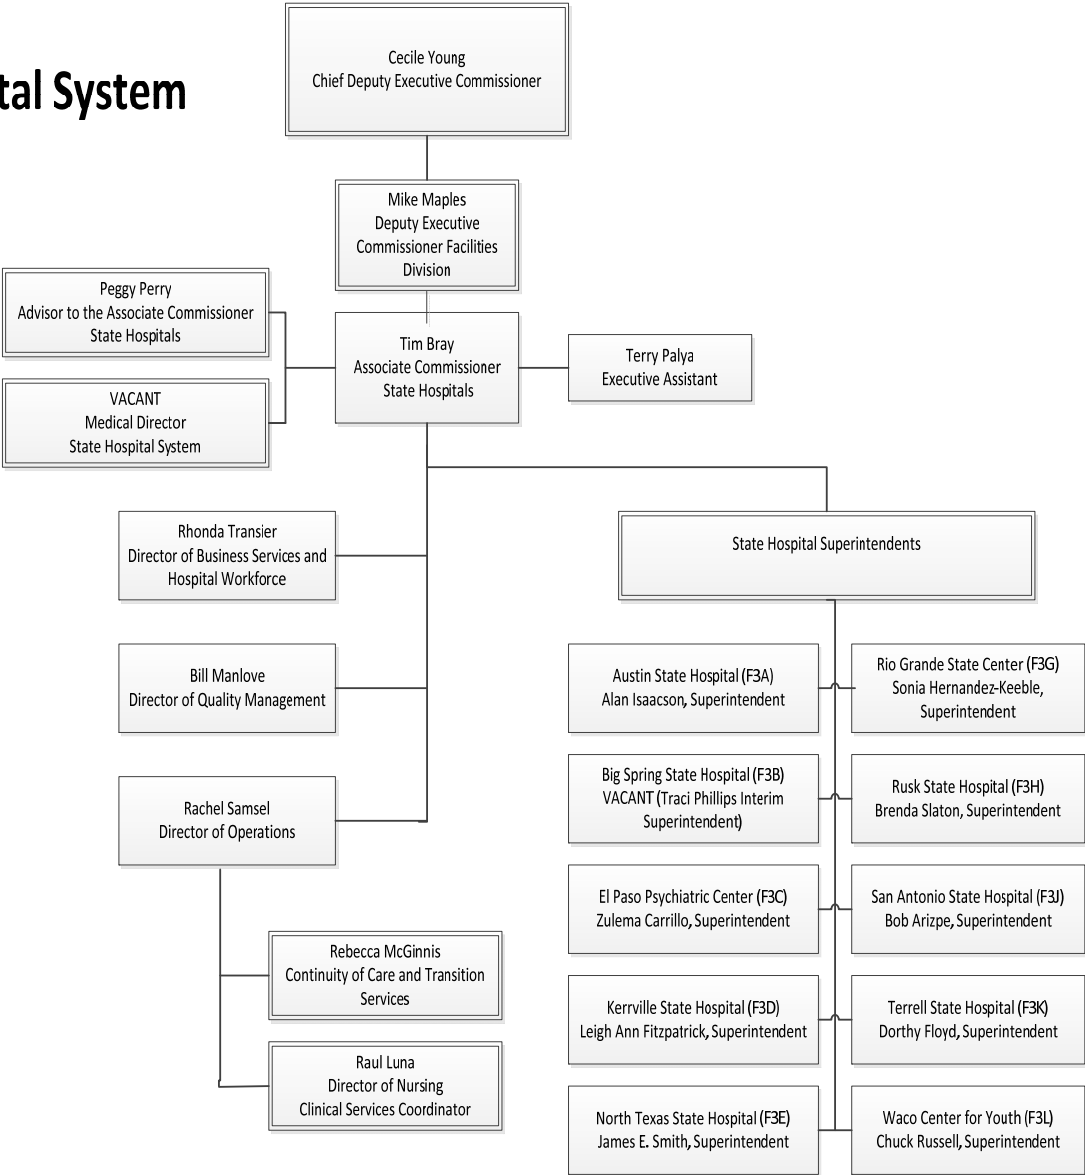 tal System
Cecile Young
Chief Deputy Executive Commissioner
Mike Maples
Deputy Executive
Commissioner Facilities
Division
Peggy Perry
Advisor to the Associate Commissioner
State Hospitals
Tim Bray
Associate Commissioner
State Hospitals
Terry Palya
Executive Assistant
VACANT
Medical Director
State Hospital System
Rhonda Transier
Director of Business Services and
Hospital Workforce
State Hospital Superintendents
Bill Manlove
Director of Quality Management
Rachel Samsel
Director of Operations
Rebecca McGinnis
Continuity of Care and Transition
Services
Raul Luna
Director of Nursing
Clinical Services Coordinator
Austin State Hospital (F3A)
Alan Isaacson, Superintendent
Rio Grande State Center (F3G)
Sonia Hernandez-Keeble,
Superintendent
Big Spring State Hospital (F3B)
VACANT (Traci Phillips Interim
Superintendent)
Rusk State Hospital (F3H)
Brenda Slaton, Superintendent
El Paso Psychiatric Center (F3C)
Zulema Carrillo, Superintendent
San Antonio State Hospital (F3J)
Bob Arizpe, Superintendent
Kerrville State Hospital (F3D)
Leigh Ann Fitzpatrick, Superintendent
Terrell State Hospital (F3K)
Dorthy Floyd, Superintendent
North Texas State Hospital (F3E)
James E. Smith, Superintendent
Waco Center for Youth (F3L)
Chuck Russell, Superintendent